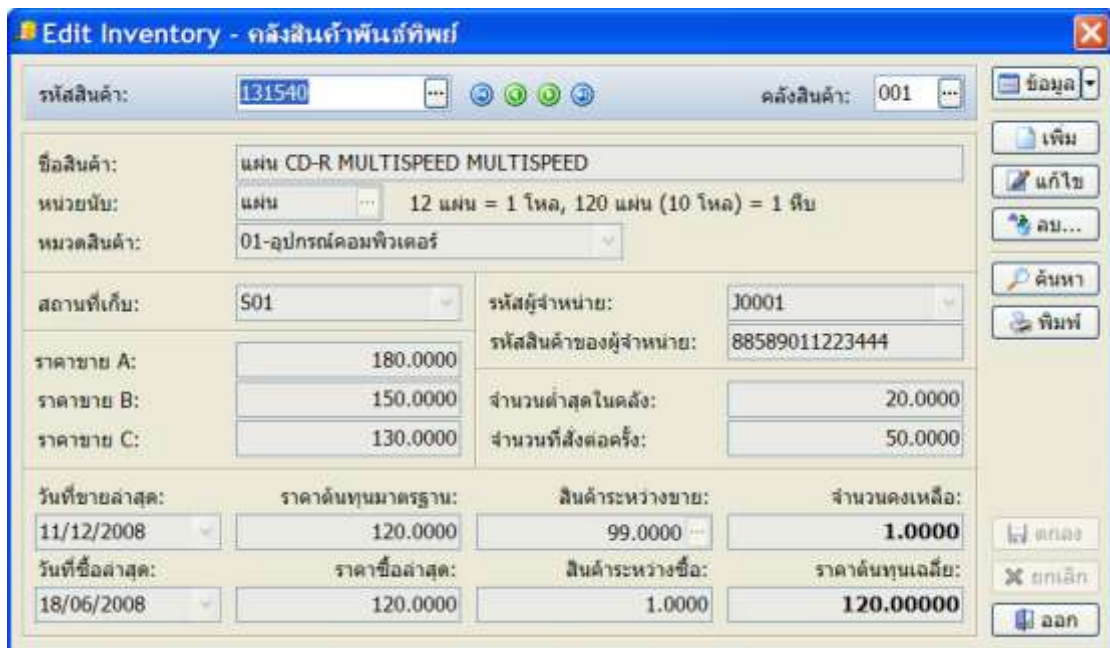 Edit Inventory - คลังสินค้าพันธ์ทิพย์
รหัสสินค้า: 131540 ... คลังสินค้า: 001 ...
ข้อมูล
เพิ่ม
แก้ไข
ลบ...
ค้นหา
พิมพ์
ชื่อสินค้า: แผ่น CD-R MULTISPEED MULTISPEED
หน่วยนับ: แผ่น ... 12 แผ่น = 1 โหล, 120 แผ่น (10 โหล) = 1 หีบ
หมวดสินค้า: 01-อุปกรณ์คอมพิวเตอร์
สถานที่เก็บ: S01
รหัสผู้จำหน่าย: J0001
รหัสสินค้าของผู้จำหน่าย: 88589011223444
ราคาขาย A: 180.0000
ราคาขาย B: 150.0000
ราคาขาย C: 130.0000
จำนวนต่ำสุดในคลัง: 20.0000
จำนวนที่สั่งต่อครั้ง: 50.0000
วันที่ขายล่าสุด: ราคาต้นทุนมาตรฐาน: สินค้าระหว่างขาย: จำนวนคงเหลือ:
11/12/2008 120.0000 99.0000 ... 1.0000
วันที่ซื้อล่าสุด: ราคาซื้อล่าสุด: สินค้าระหว่างซื้อ: ราคาต้นทุนเฉลี่ย:
18/06/2008 120.0000 1.0000 120.00000
ตกลง
ยกเลิก
ออก